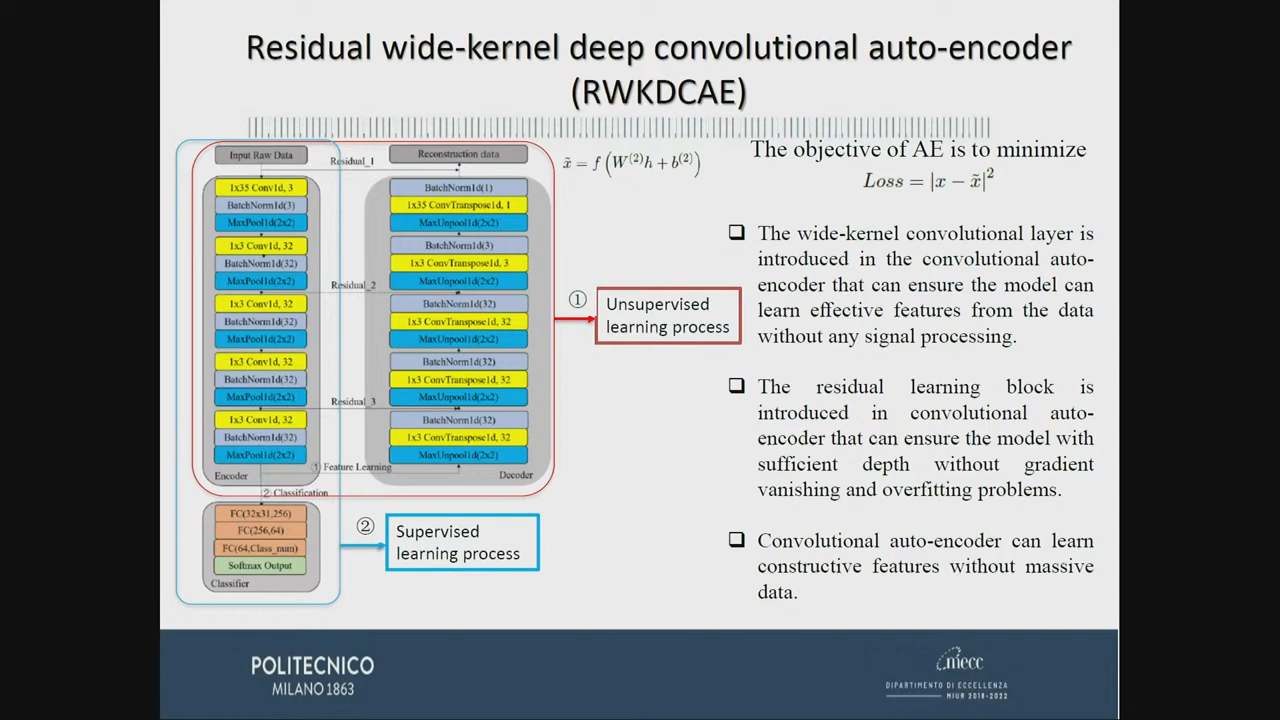 Residual wide-kernel deep convolutional auto-encoder
(RWKDCAE)
Input Raw Data
Residual_1
Reconstruction data
1x35 Conv1d, 3
BatchNorm1d(3)
MaxPool1d(2x2)
1x3 Conv1d, 32
BatchNorm1d(32)
MaxPool1d(2x2)
1x3 Conv1d, 32
BatchNorm1d(32)
MaxPool1d(2x2)
1x3 Conv1d, 32
BatchNorm1d(32)
MaxPool1d(2x2)
1x3 Conv1d, 32
BatchNorm1d(32)
MaxPool1d(2x2)
Encoder
Residual_2
Residual_3
① Feature Learning
② Classification
BatchNorm1d(1)
1x35 ConvTranspose1d, 1
MaxUnpool1d(2x2)
BatchNorm1d(3)
1x3 ConvTranspose1d, 3
MaxUnpool1d(2x2)
BatchNorm1d(32)
1x3 ConvTranspose1d, 32
MaxUnpool1d(2x2)
BatchNorm1d(32)
1x3 ConvTranspose1d, 32
MaxUnpool1d(2x2)
BatchNorm1d(32)
1x3 ConvTranspose1d, 32
MaxUnpool1d(2x2)
Decoder
FC(32x31,256)
FC(256,64)
FC(64,Class_num)
Softmax Output
Classifier
x̃ = f(W⁽²⁾h + b⁽²⁾)
①
Unsupervised
learning process
②
Supervised
learning process
The objective of AE is to minimize
Loss = |x − x̃|²
❑ The wide-kernel convolutional layer is
introduced in the convolutional auto-
encoder that can ensure the model can
learn effective features from the data
without any signal processing.
❑ The residual learning block is
introduced in convolutional auto-
encoder that can ensure the model with
sufficient depth without gradient
vanishing and overfitting problems.
❑ Convolutional auto-encoder can learn
constructive features without massive
data.
POLITECNICO
MILANO 1863
mecc
DIPARTIMENTO DI ECCELLENZA
MIUR 2018-2022